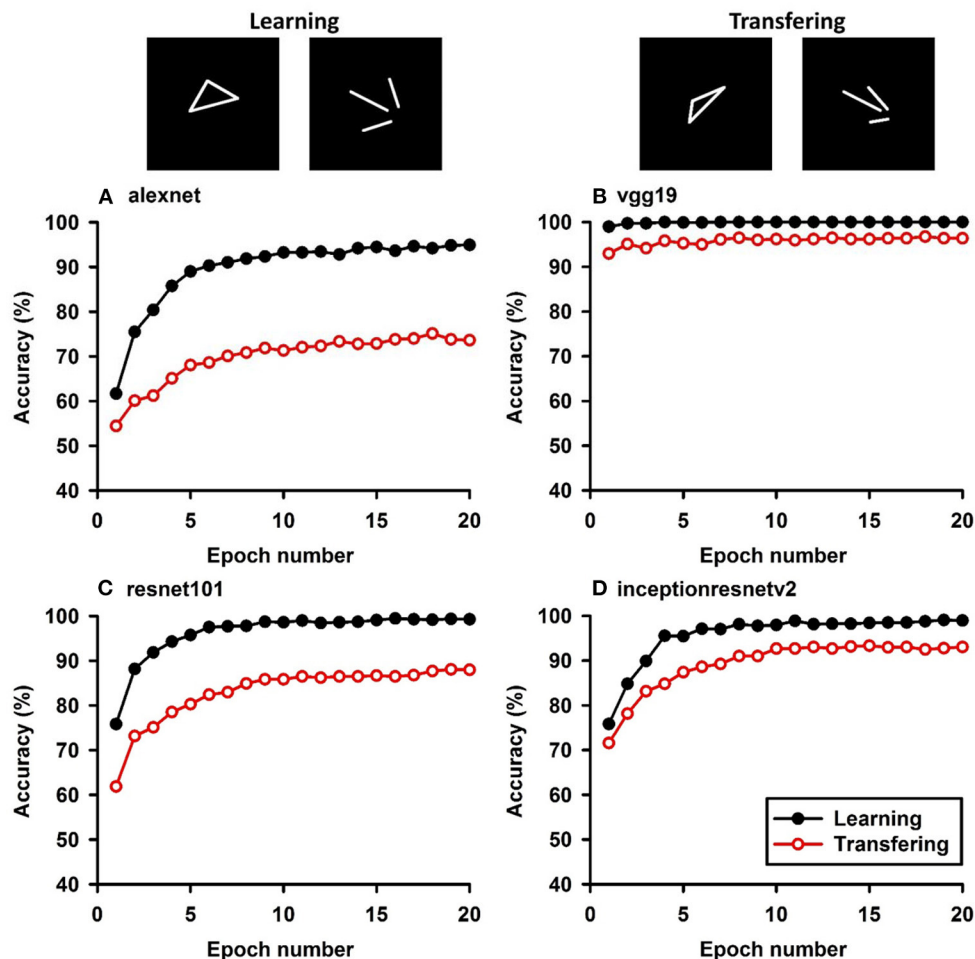 Learning
Transfering
A alexnet
100
90
80
70
60
50
40
Accuracy (%)
0 5 10 15 20
Epoch number
B vgg19
100
90
80
70
60
50
40
Accuracy (%)
0 5 10 15 20
Epoch number
C resnet101
100
90
80
70
60
50
40
Accuracy (%)
0 5 10 15 20
Epoch number
D inceptionresnetv2
100
90
80
70
60
50
40
Accuracy (%)
Learning
Transfering
0 5 10 15 20
Epoch number